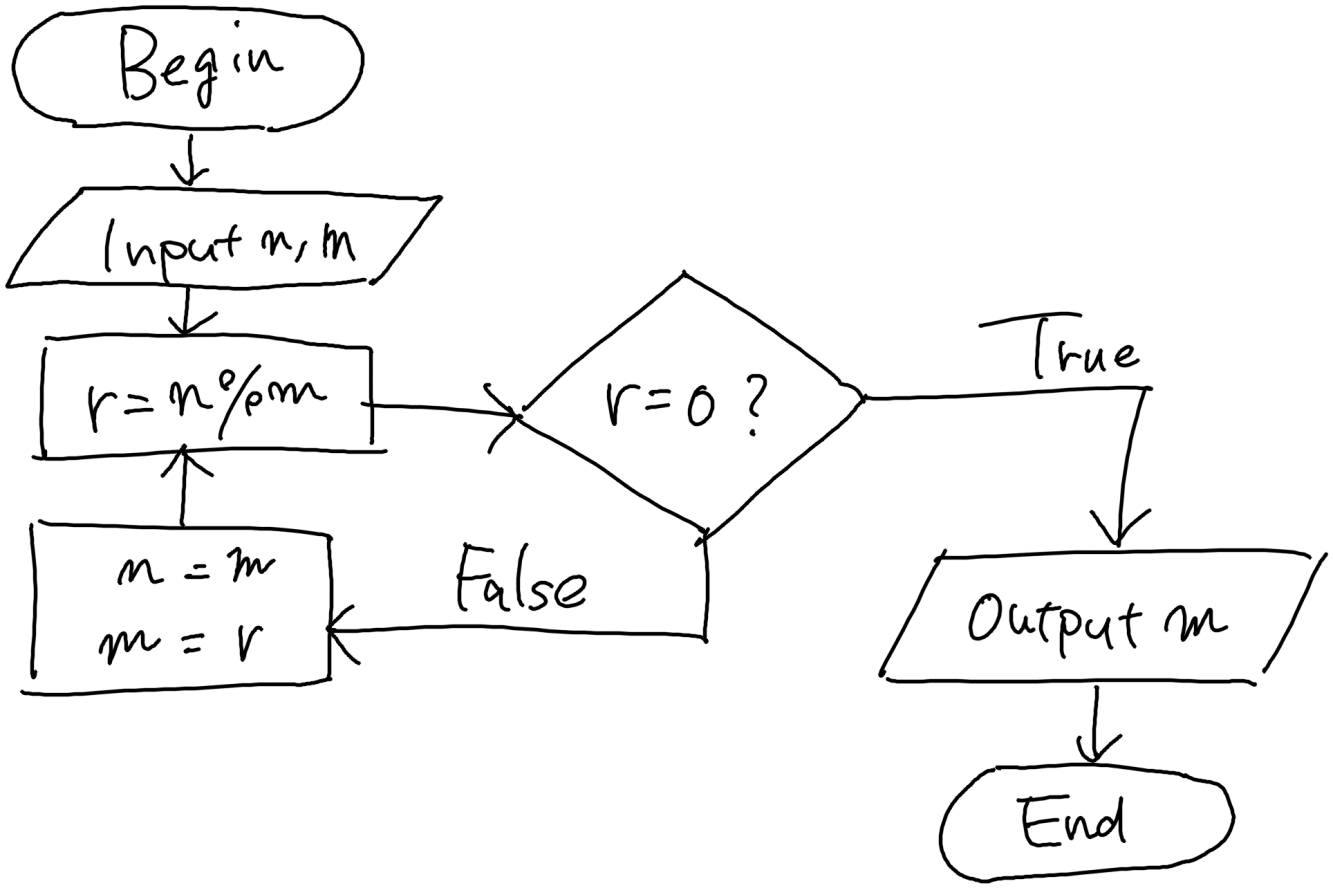 Begin
Input n, m
r = n % m
r = 0 ?
True
False
n = m
m = r
Output m
End